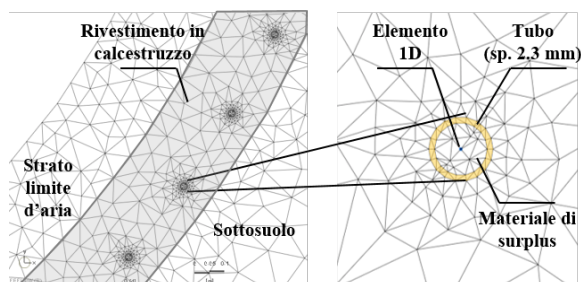 Rivestimento in
calcestruzzo
Strato
limite
d'aria
Sottosuolo
Elemento
1D
Tubo
(sp. 2.3 mm)
Materiale di
surplus